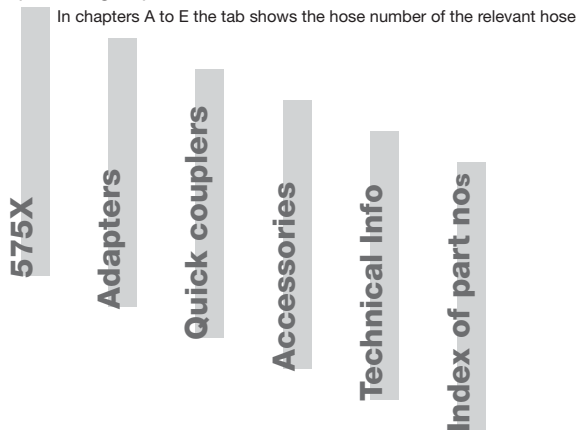 In chapters A to E the tab shows the hose number of the relevant hose
575X
Adapters
Quick couplers
Accessories
Technical Info
Index of part nos